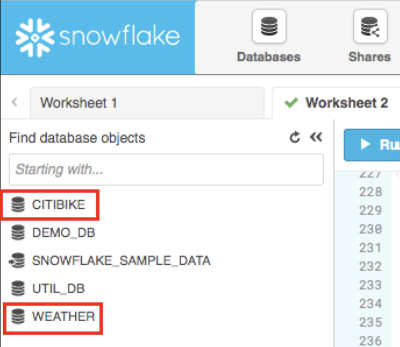 snowflake
Databases
Shares
Worksheet 1
Worksheet 2
Find database objects
Starting with...
CITIBIKE
DEMO_DB
SNOWFLAKE_SAMPLE_DATA
UTIL_DB
WEATHER
Ru
227
228
229
230
231
232
233
234
235
236